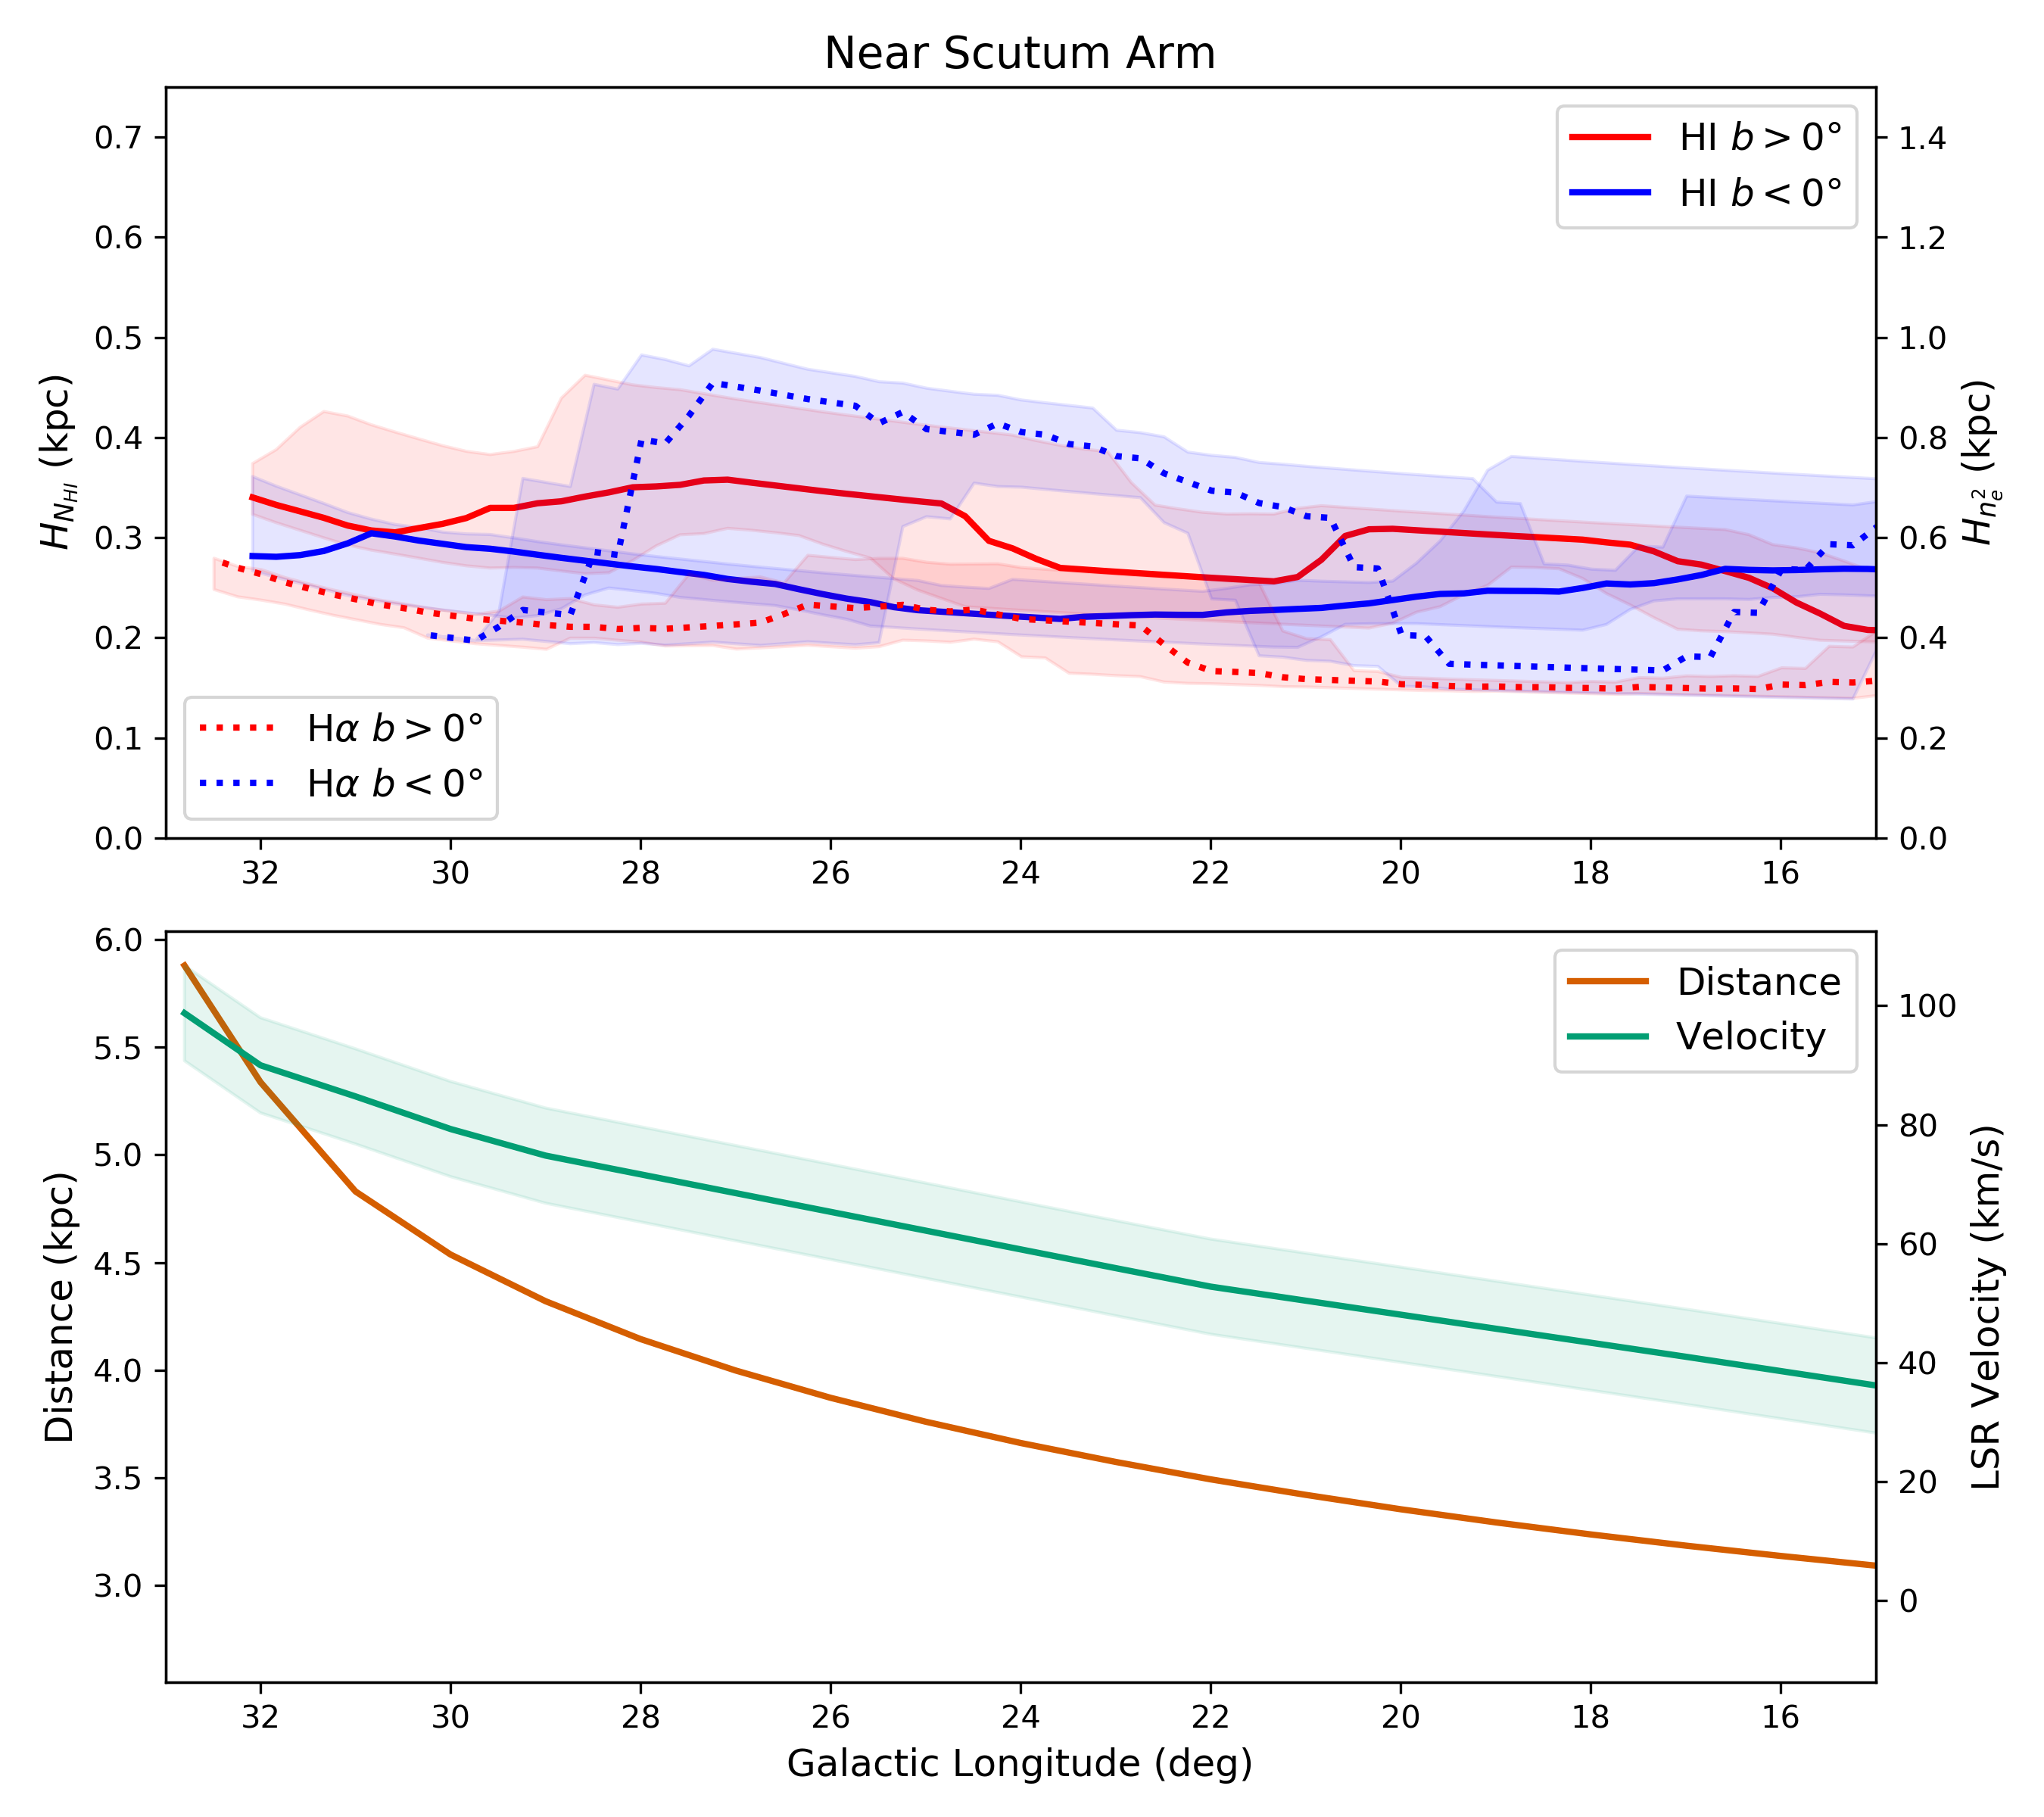 Near Scutum Arm
HI b > 0°
HI b < 0°
Hα b > 0°
Hα b < 0°
0.7
0.6
0.5
0.4
0.3
0.2
0.1
0.0
H_{N_{HI}} (kpc)
1.4
1.2
1.0
0.8
0.6
0.4
0.2
0.0
H_{n_e^2} (kpc)
32 30 28 26 24 22 20 18 16
Distance
Velocity
6.0
5.5
5.0
4.5
4.0
3.5
3.0
Distance (kpc)
100
80
60
40
20
0
LSR Velocity (km/s)
32 30 28 26 24 22 20 18 16
Galactic Longitude (deg)